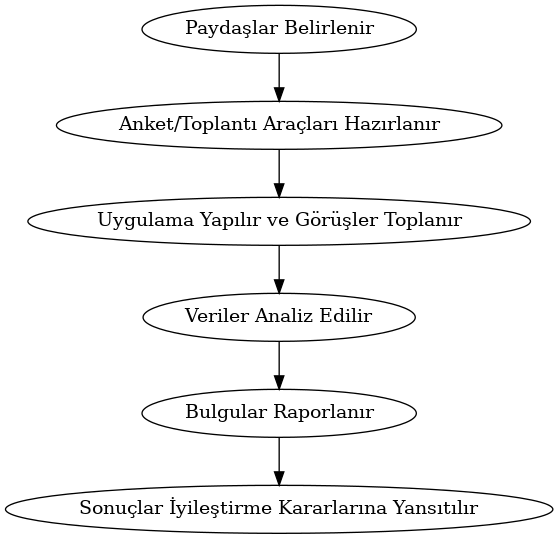 Paydaşlar Belirlenir
Anket/Toplantı Araçları Hazırlanır
Uygulama Yapılır ve Görüşler Toplanır
Veriler Analiz Edilir
Bulgular Raporlanır
Sonuçlar İyileştirme Kararlarına Yansıtılır